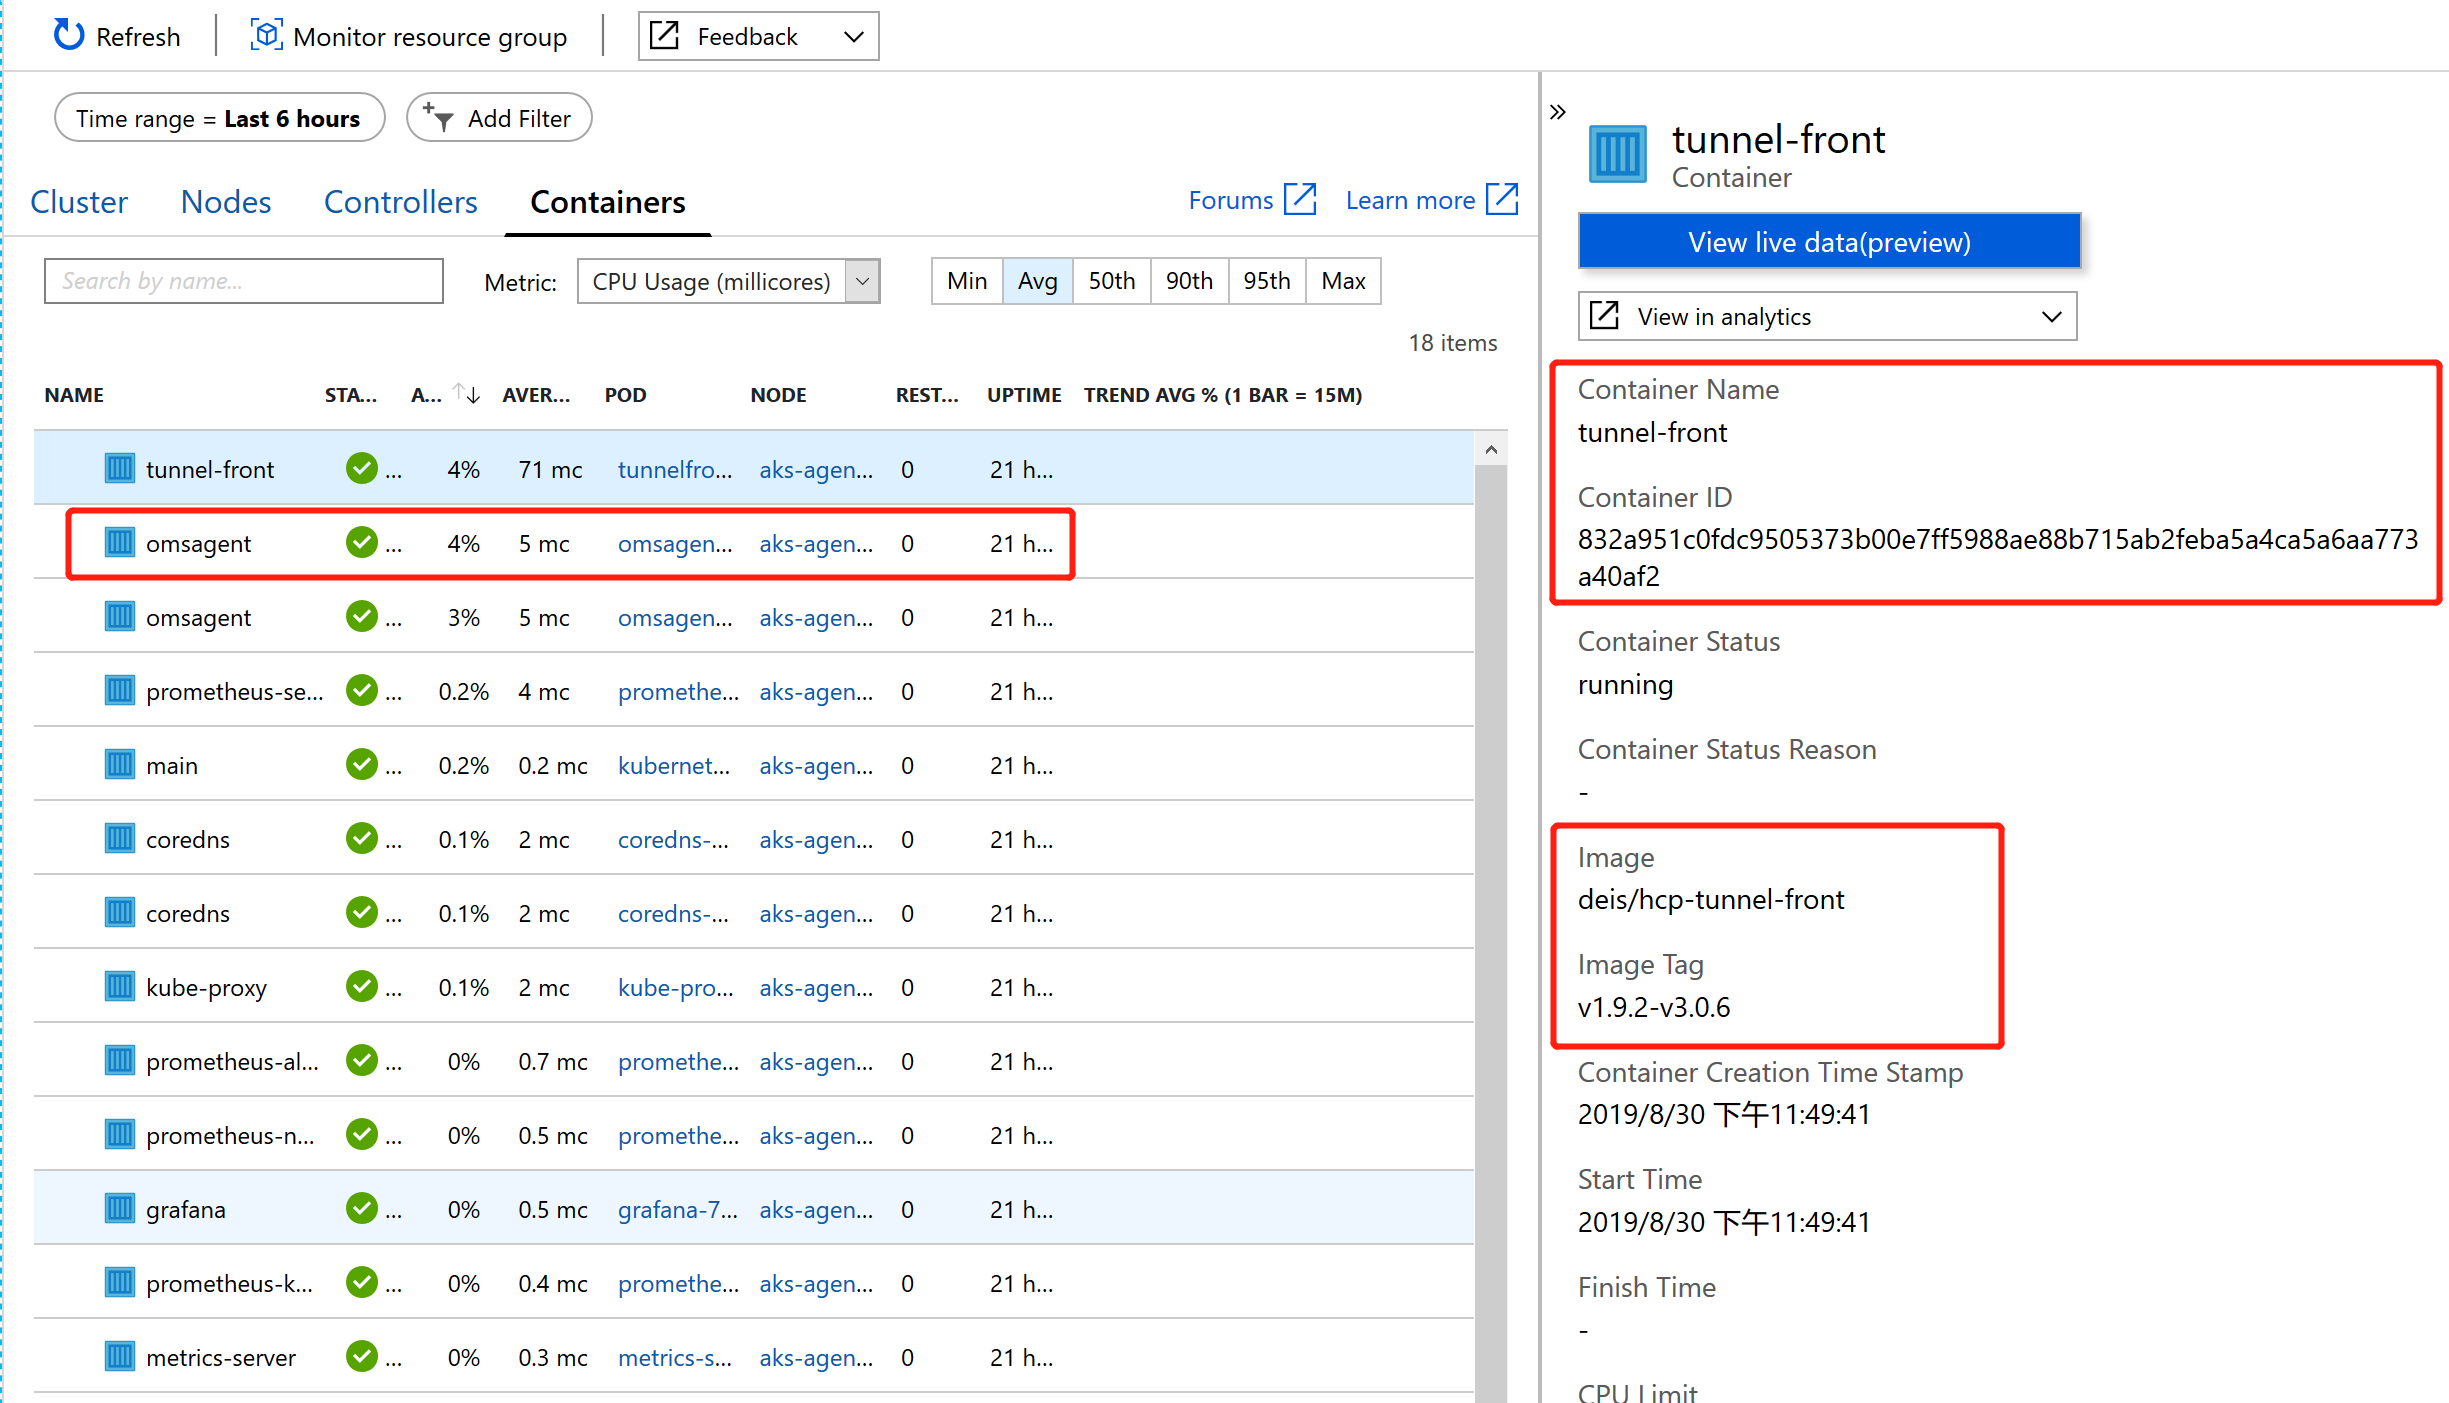 Refresh
Monitor resource group
Feedback
Time range = Last 6 hours
Add Filter
Cluster
Nodes
Controllers
Containers
Forums
Learn more
Search by name...
Metric:
CPU Usage (millicores)
Min Avg 50th 90th 95th Max
18 items
NAME STA... A... AVER... POD NODE REST... UPTIME TREND AVG % (1 BAR = 15M)
tunnel-front ... 4% 71 mc tunnelfro... aks-agen... 0 21 h...
omsagent ... 4% 5 mc omsagen... aks-agen... 0 21 h...
omsagent ... 3% 5 mc omsagen... aks-agen... 0 21 h...
prometheus-se... ... 0.2% 4 mc promethe... aks-agen... 0 21 h...
main ... 0.2% 0.2 mc kubernet... aks-agen... 0 21 h...
coredns ... 0.1% 2 mc coredns-... aks-agen... 0 21 h...
coredns ... 0.1% 2 mc coredns-... aks-agen... 0 21 h...
kube-proxy ... 0.1% 2 mc kube-pro... aks-agen... 0 21 h...
prometheus-al... ... 0% 0.7 mc promethe... aks-agen... 0 21 h...
prometheus-n... ... 0% 0.5 mc promethe... aks-agen... 0 21 h...
grafana ... 0% 0.5 mc grafana-7... aks-agen... 0 21 h...
prometheus-k... ... 0% 0.4 mc promethe... aks-agen... 0 21 h...
metrics-server ... 0% 0.3 mc metrics-s... aks-agen... 0 21 h...
tunnel-front
Container
View live data(preview)
View in analytics
Container Name
tunnel-front
Container ID
832a951c0fdc9505373b00e7ff5988ae88b715ab2feba5a4ca5a6aa773
a40af2
Container Status
running
Container Status Reason
-
Image
deis/hcp-tunnel-front
Image Tag
v1.9.2-v3.0.6
Container Creation Time Stamp
2019/8/30 下午11:49:41
Start Time
2019/8/30 下午11:49:41
Finish Time
-
CPU Limit